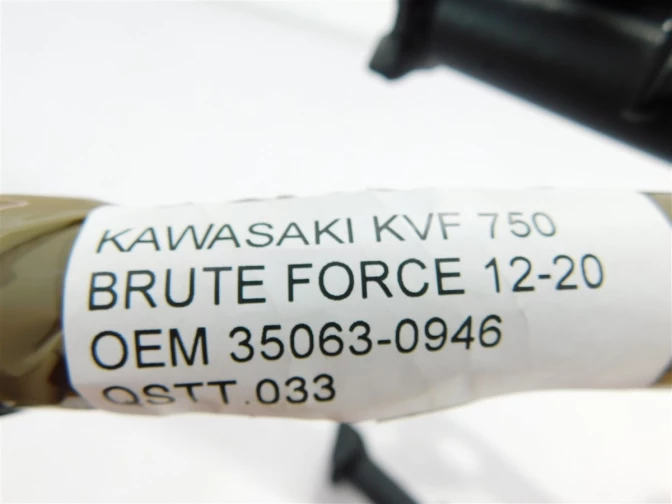 KAWASAKI KVF 750
BRUTE FORCE 12-20
OEM 35063-0946
QSTT.033